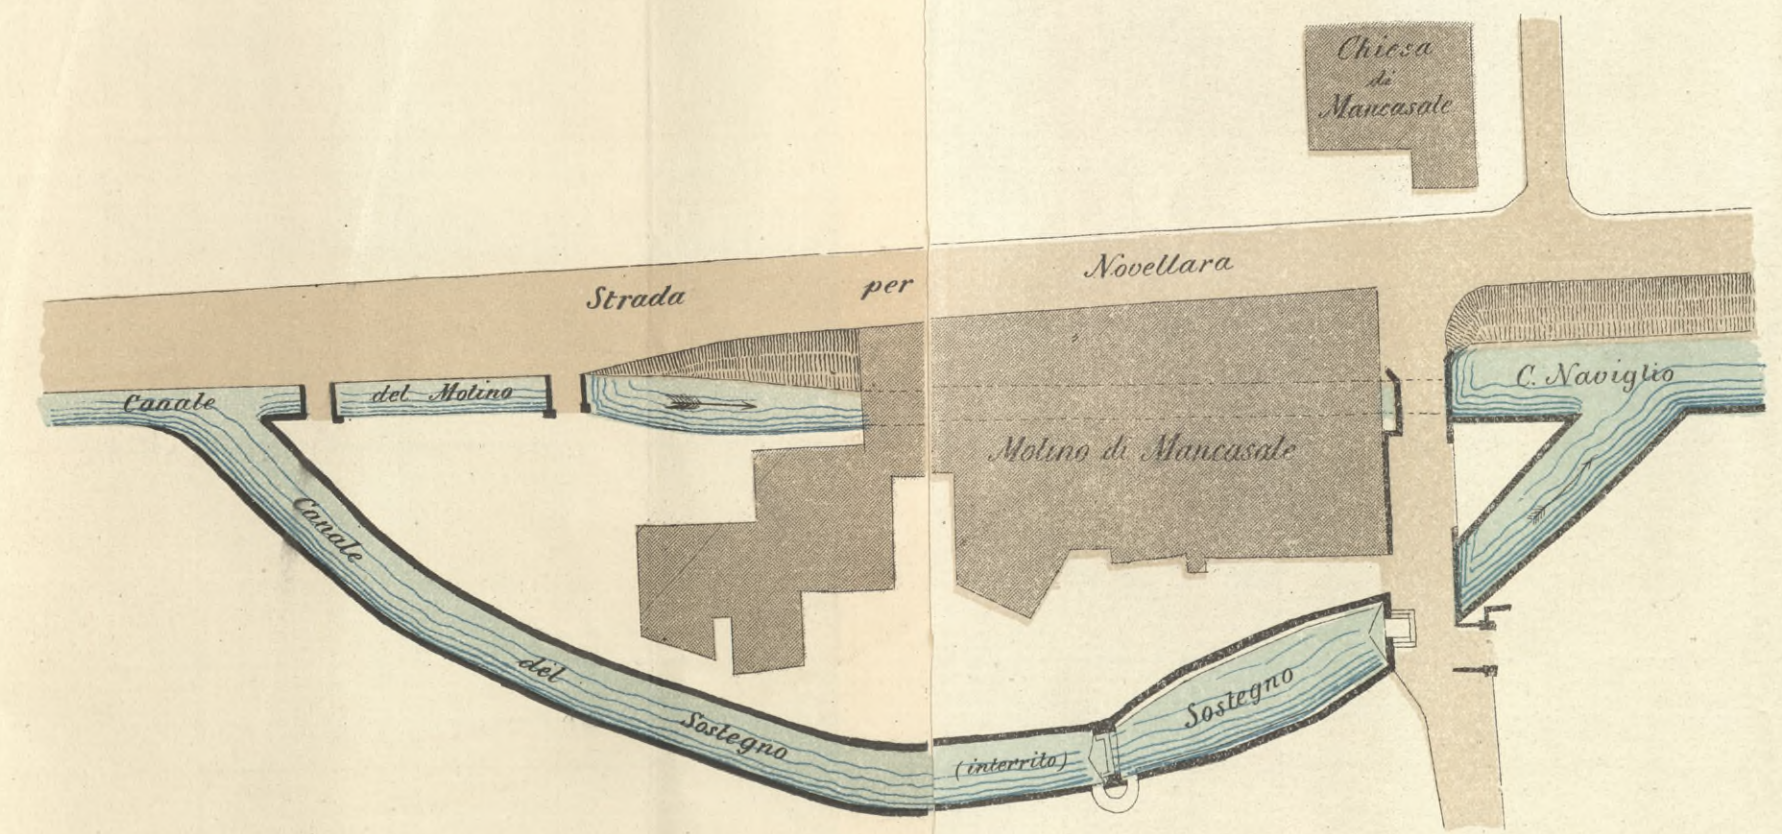 Chiesa
di
Mancasale
Strada per Novellara
Canale del Molino
C. Naviglio
Molino di Mancasale
Canale del Sostegno (interrito)
Sostegno